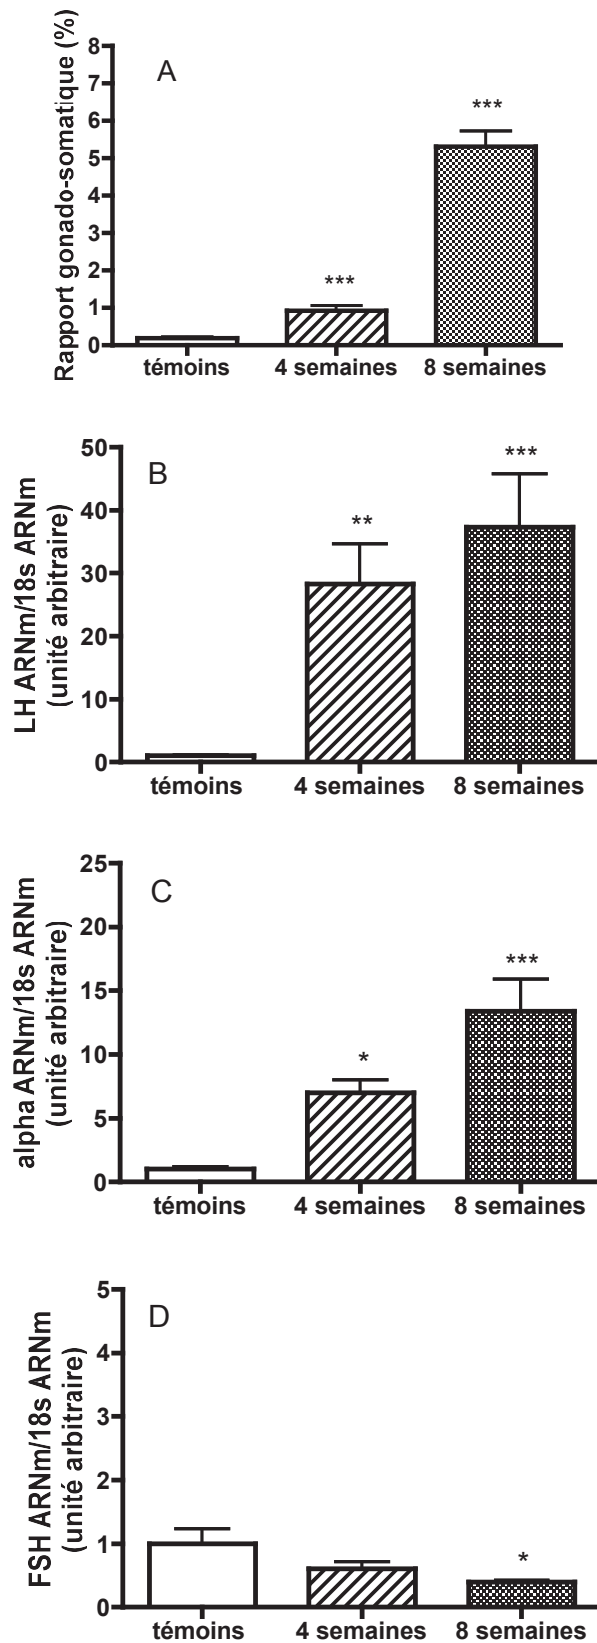 Rapport gonado-somatique (%)
8
7
6
5
4
3
2
1
0
A
***
***
témoins 4 semaines 8 semaines
LH ARNm/18s ARNm
(unité arbitraire)
50
40
30
20
10
0
B
**
***
témoins 4 semaines 8 semaines
alpha ARNm/18s ARNm
(unité arbitraire)
25
20
15
10
5
0
C
*
***
témoins 4 semaines 8 semaines
FSH ARNm/18s ARNm
(unité arbitraire)
5
4
3
2
1
0
D
*
témoins 4 semaines 8 semaines